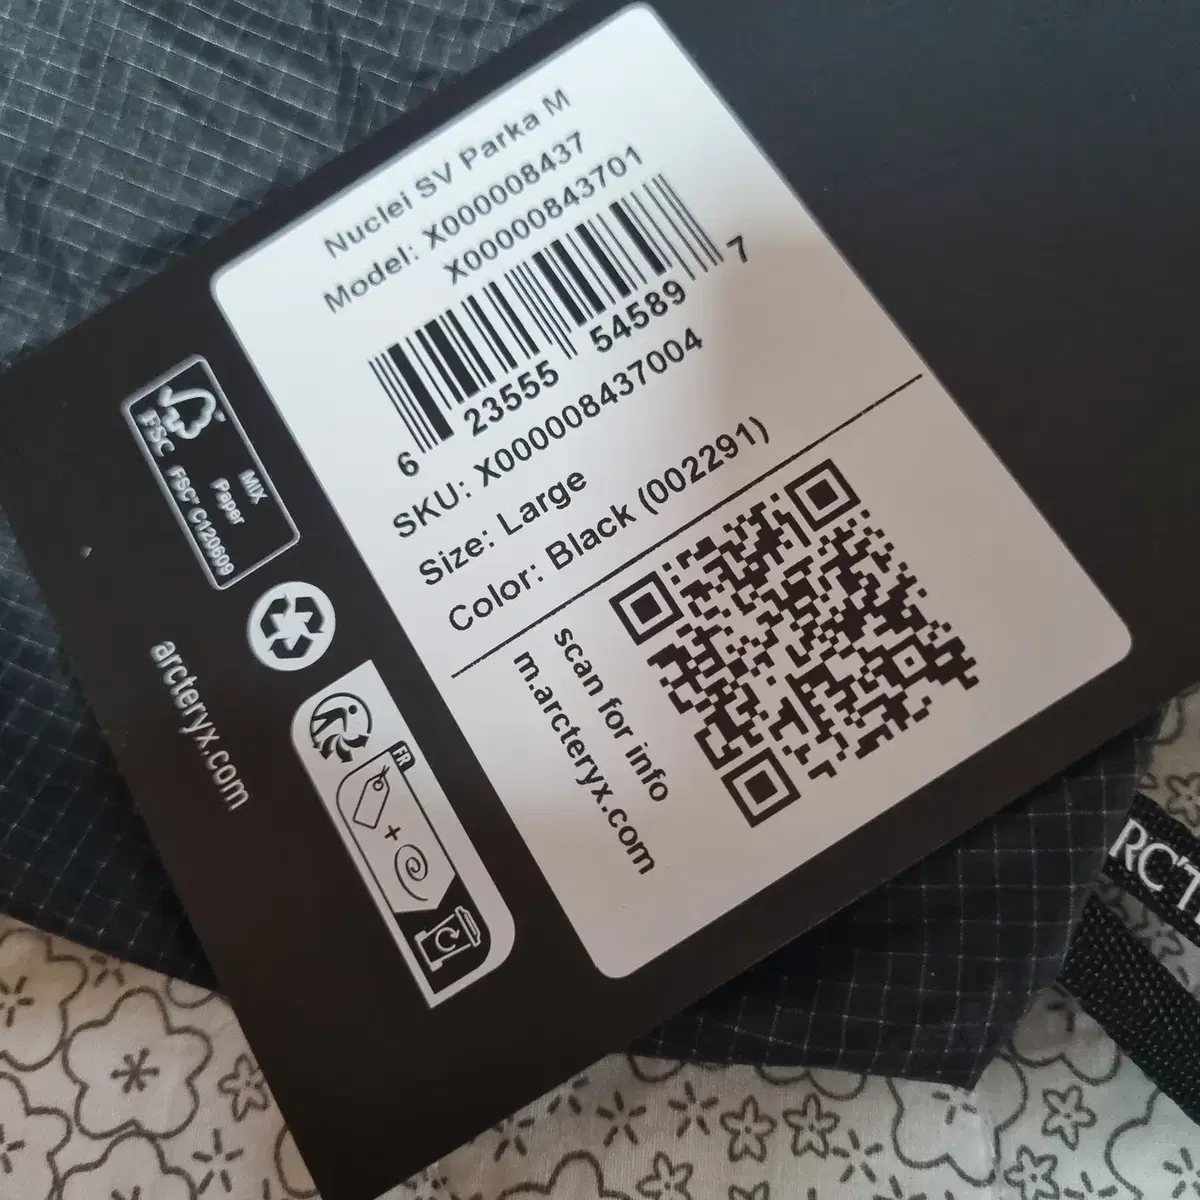 Nuclei SV Parka M
Model: X000008437
X00000843701
6 23555 54589 7
SKU: X000008437004
Size: Large
Color: Black (002291)
scan for info
m.arcteryx.com
FSC
MIX
Paper
FSC® C120609
arcteryx.com
FR
+
RCT